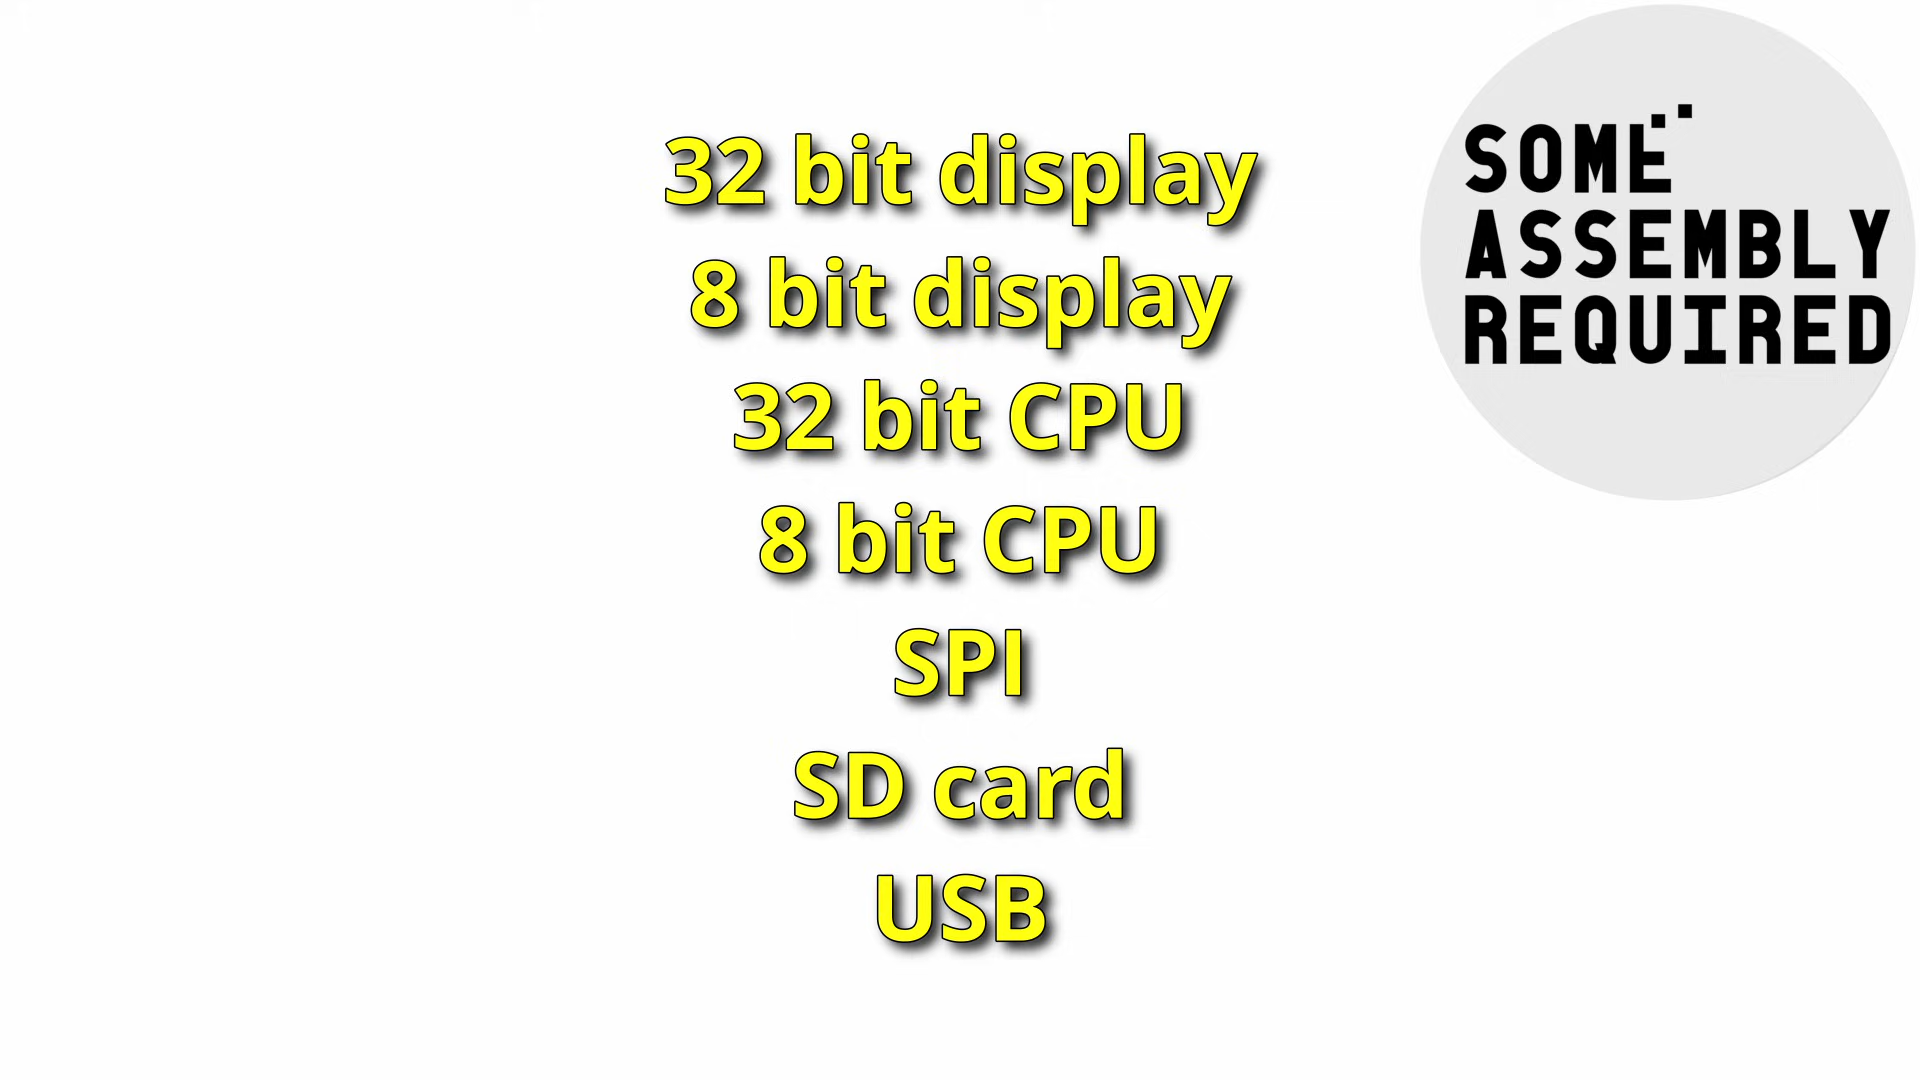 32 bit display
8 bit display
32 bit CPU
8 bit CPU
SPI
SD card
USB
SOME
ASSEMBLY
REQUIRED